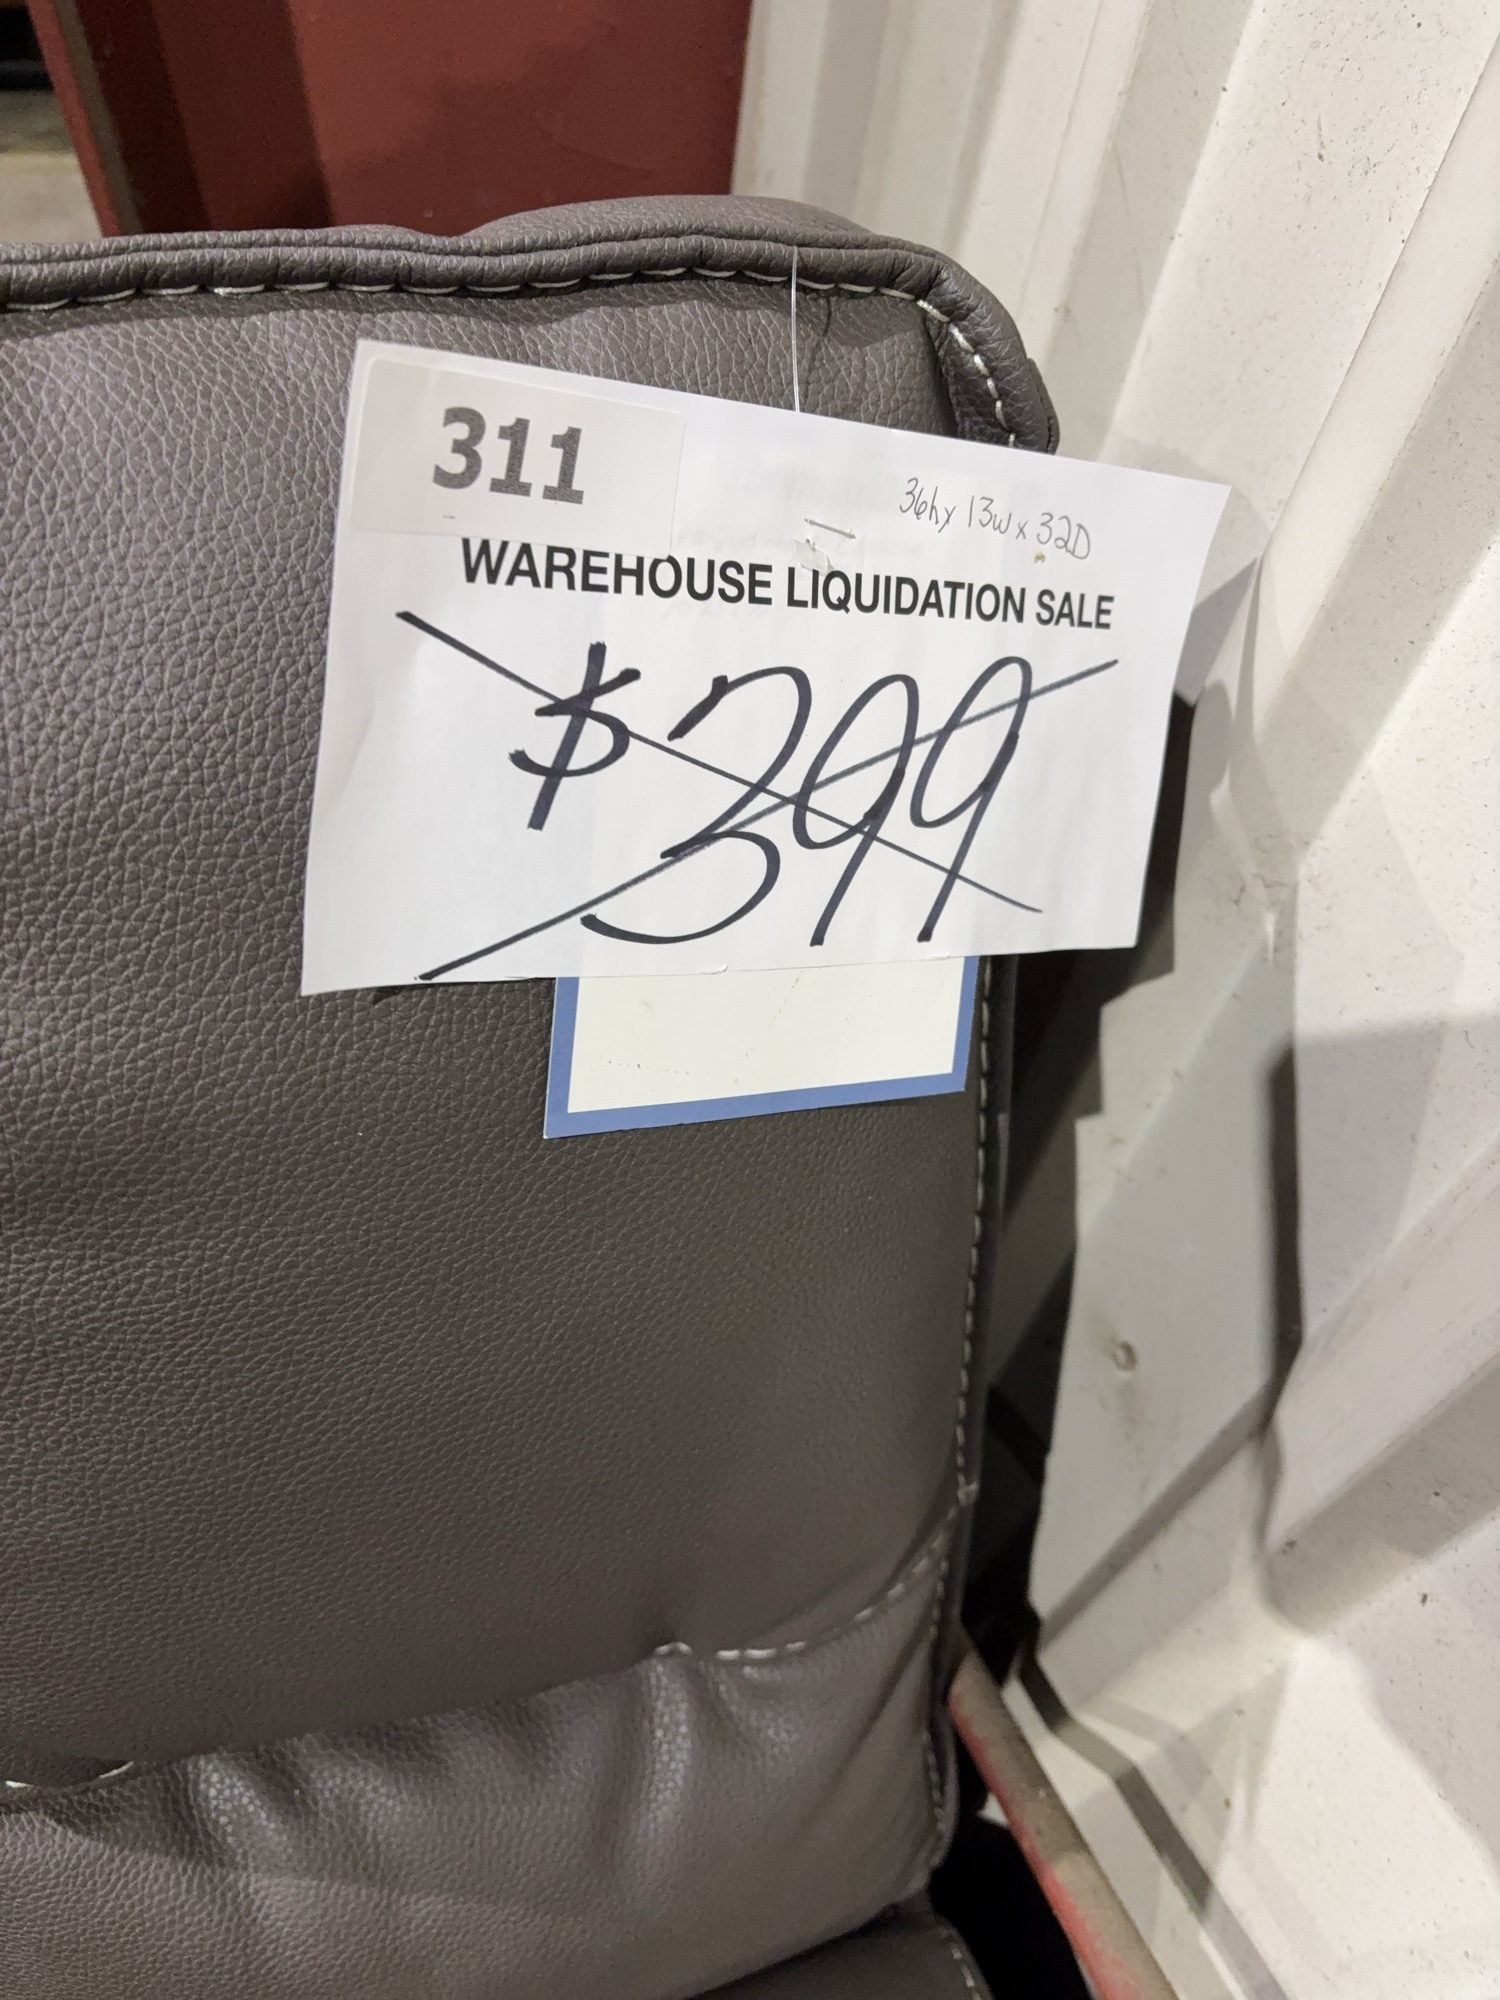 311
36h x 13w x 32D
WAREHOUSE LIQUIDATION SALE
$399